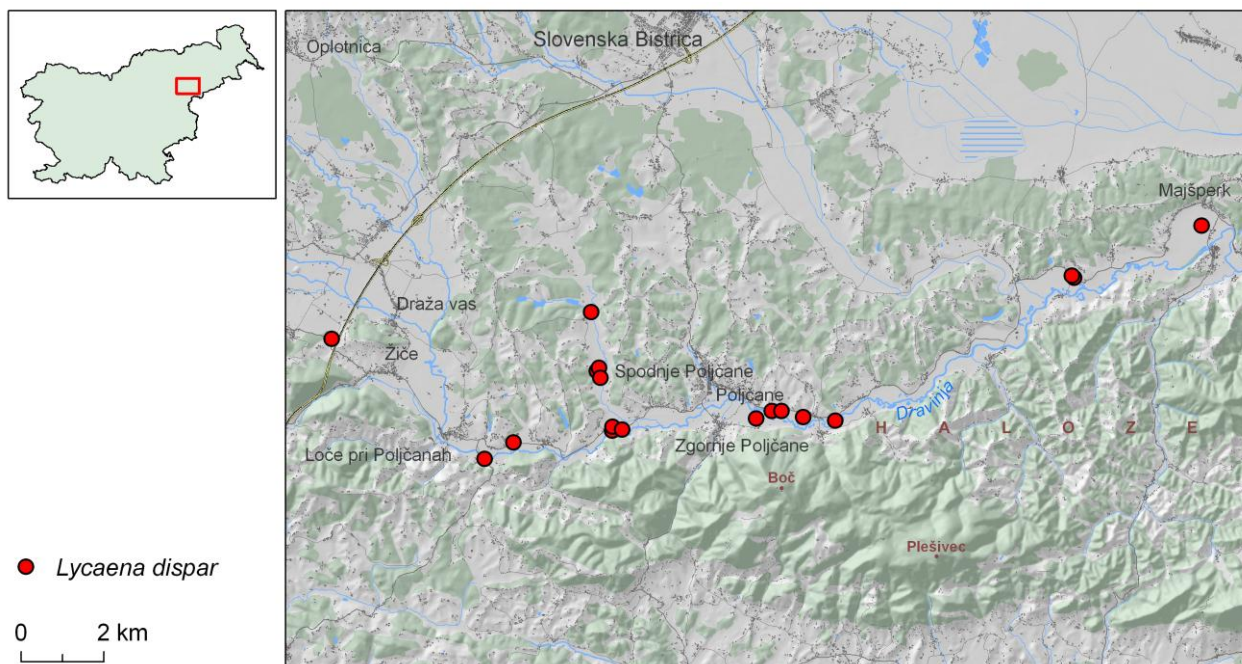 Oplotnica
Slovenska Bistrica
Majšperk
Draža vas
Žiče
Spodnje Poljčane
Poljčane
Dravinja
HALOZE
Loče pri Poljčanah
Zgornje Poljčane
Boč
Plešivec
Lycaena dispar
0 2 km